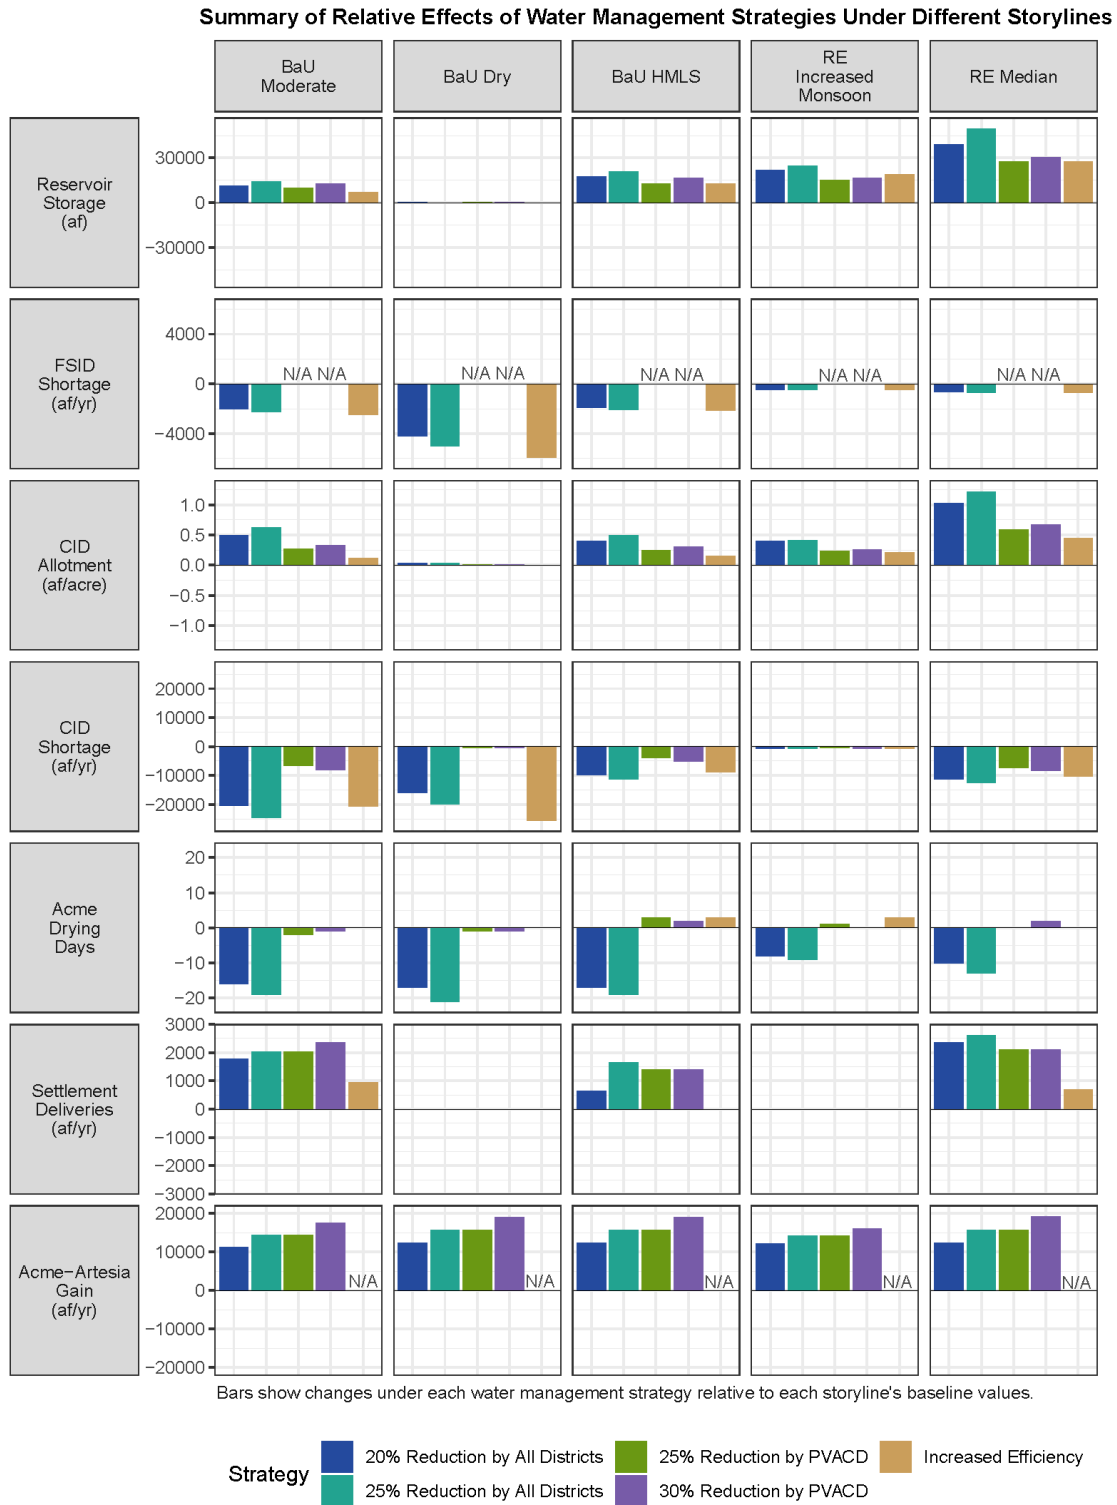 Summary of Relative Effects of Water Management Strategies Under Different Storylines
BaU
Moderate
BaU Dry
BaU HMLS
RE
Increased
Monsoon
RE Median
Reservoir
Storage
(af)
30000
0
−30000
FSID
Shortage
(af/yr)
4000
0
−4000
N/A N/A
N/A N/A
N/A N/A
N/A N/A
N/A N/A
CID
Allotment
(af/acre)
1.0
0.5
0.0
−0.5
−1.0
CID
Shortage
(af/yr)
20000
10000
0
−10000
−20000
Acme
Drying
Days
20
10
0
−10
−20
Settlement
Deliveries
(af/yr)
3000
2000
1000
0
−1000
−2000
−3000
Acme−Artesia
Gain
(af/yr)
20000
10000
0
−10000
−20000
N/A
N/A
N/A
N/A
N/A
Bars show changes under each water management strategy relative to each storyline's baseline values.
Strategy
20% Reduction by All Districts
25% Reduction by All Districts
25% Reduction by PVACD
30% Reduction by PVACD
Increased Efficiency